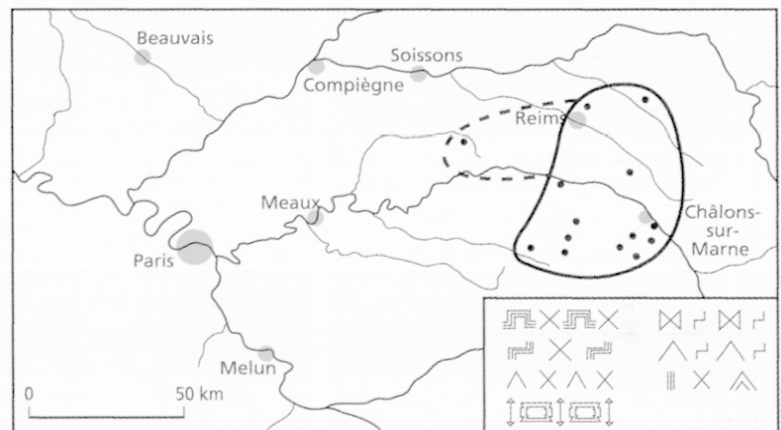 Beauvais
Soissons
Compiègne
Reims
Meaux
Châlons-
sur-
Marne
Paris
Melun
0 50 km